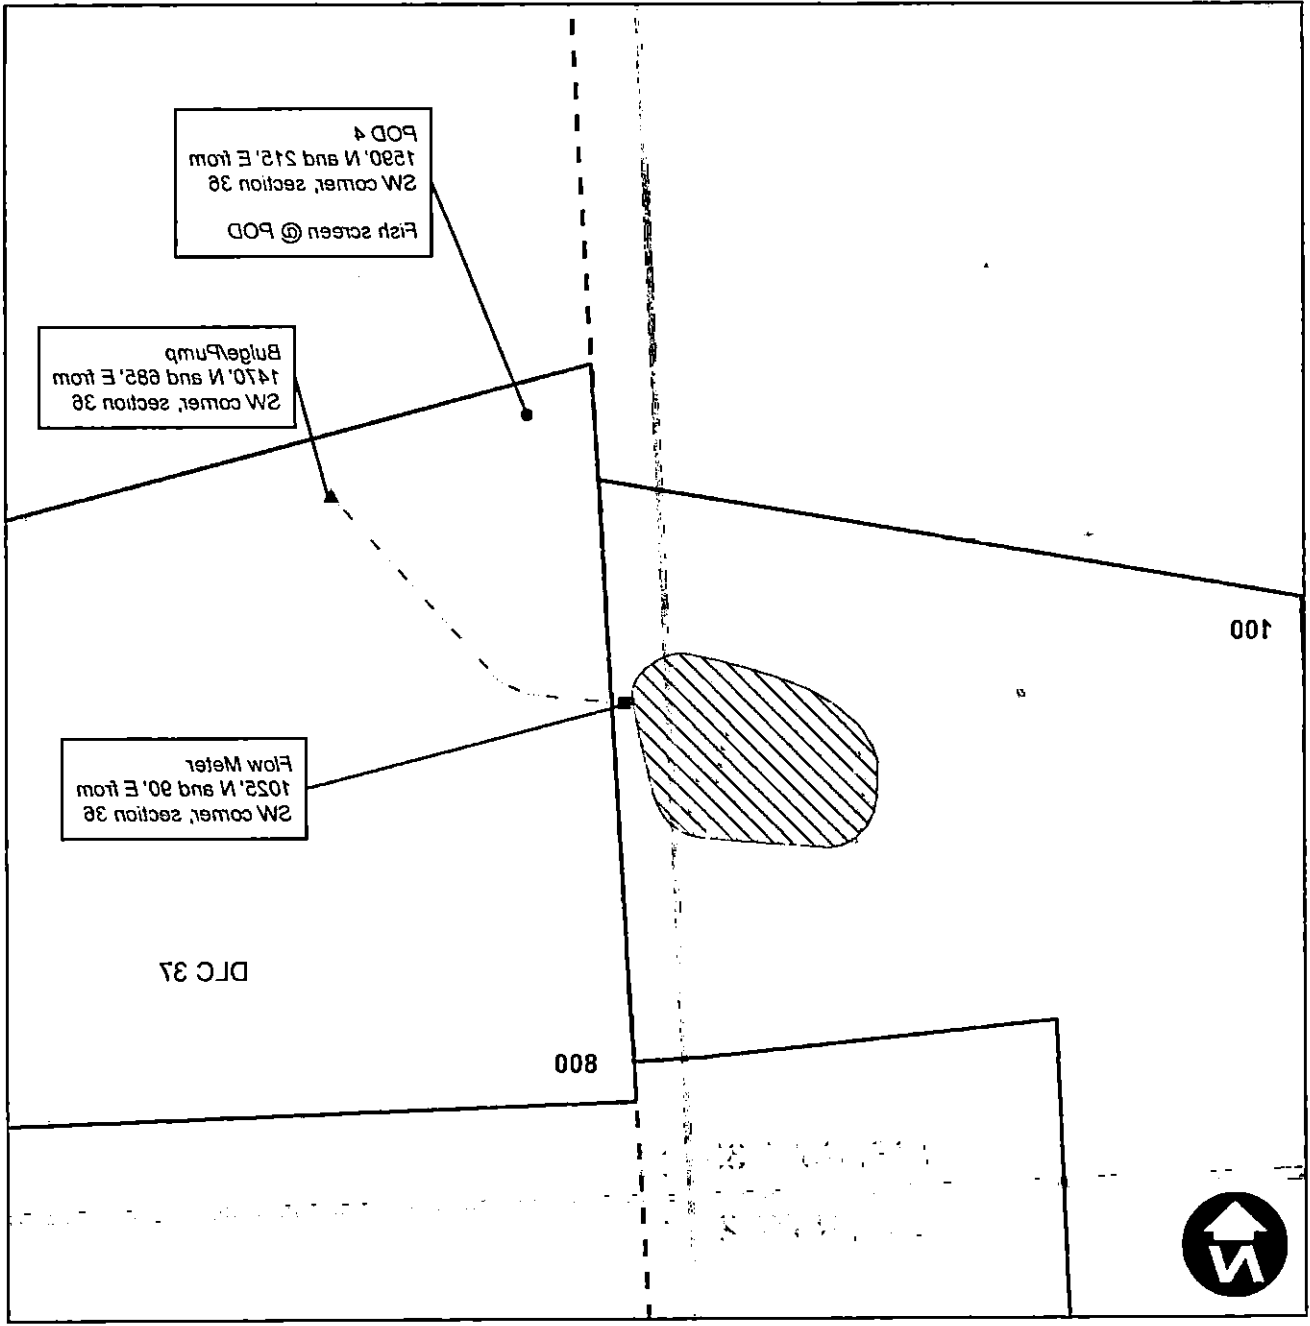 POD 4
1590' N and 215' E from
SW corner, section 36
Fish screen @ POD
Bulge/Pump
1470' N and 685' E from
SW corner, section 36
100
Flow Meter
1025' N and 90' E from
SW corner, section 36
DLC 37
800
N